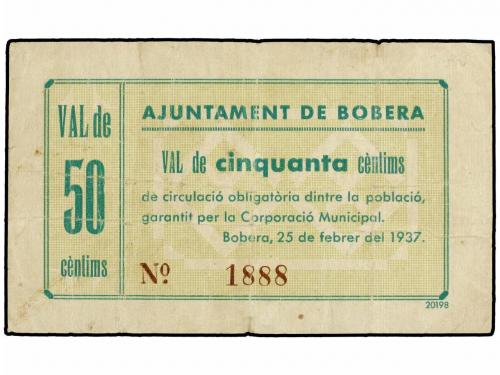 VAL de
50
cèntims
AJUNTAMENT DE BOBERA
VAL de cinquanta cèntims
de circulació obligatòria dintre la població,
garantit per la Corporació Municipal.
Bobera, 25 de febrer del 1937.
Nº 1888
20198